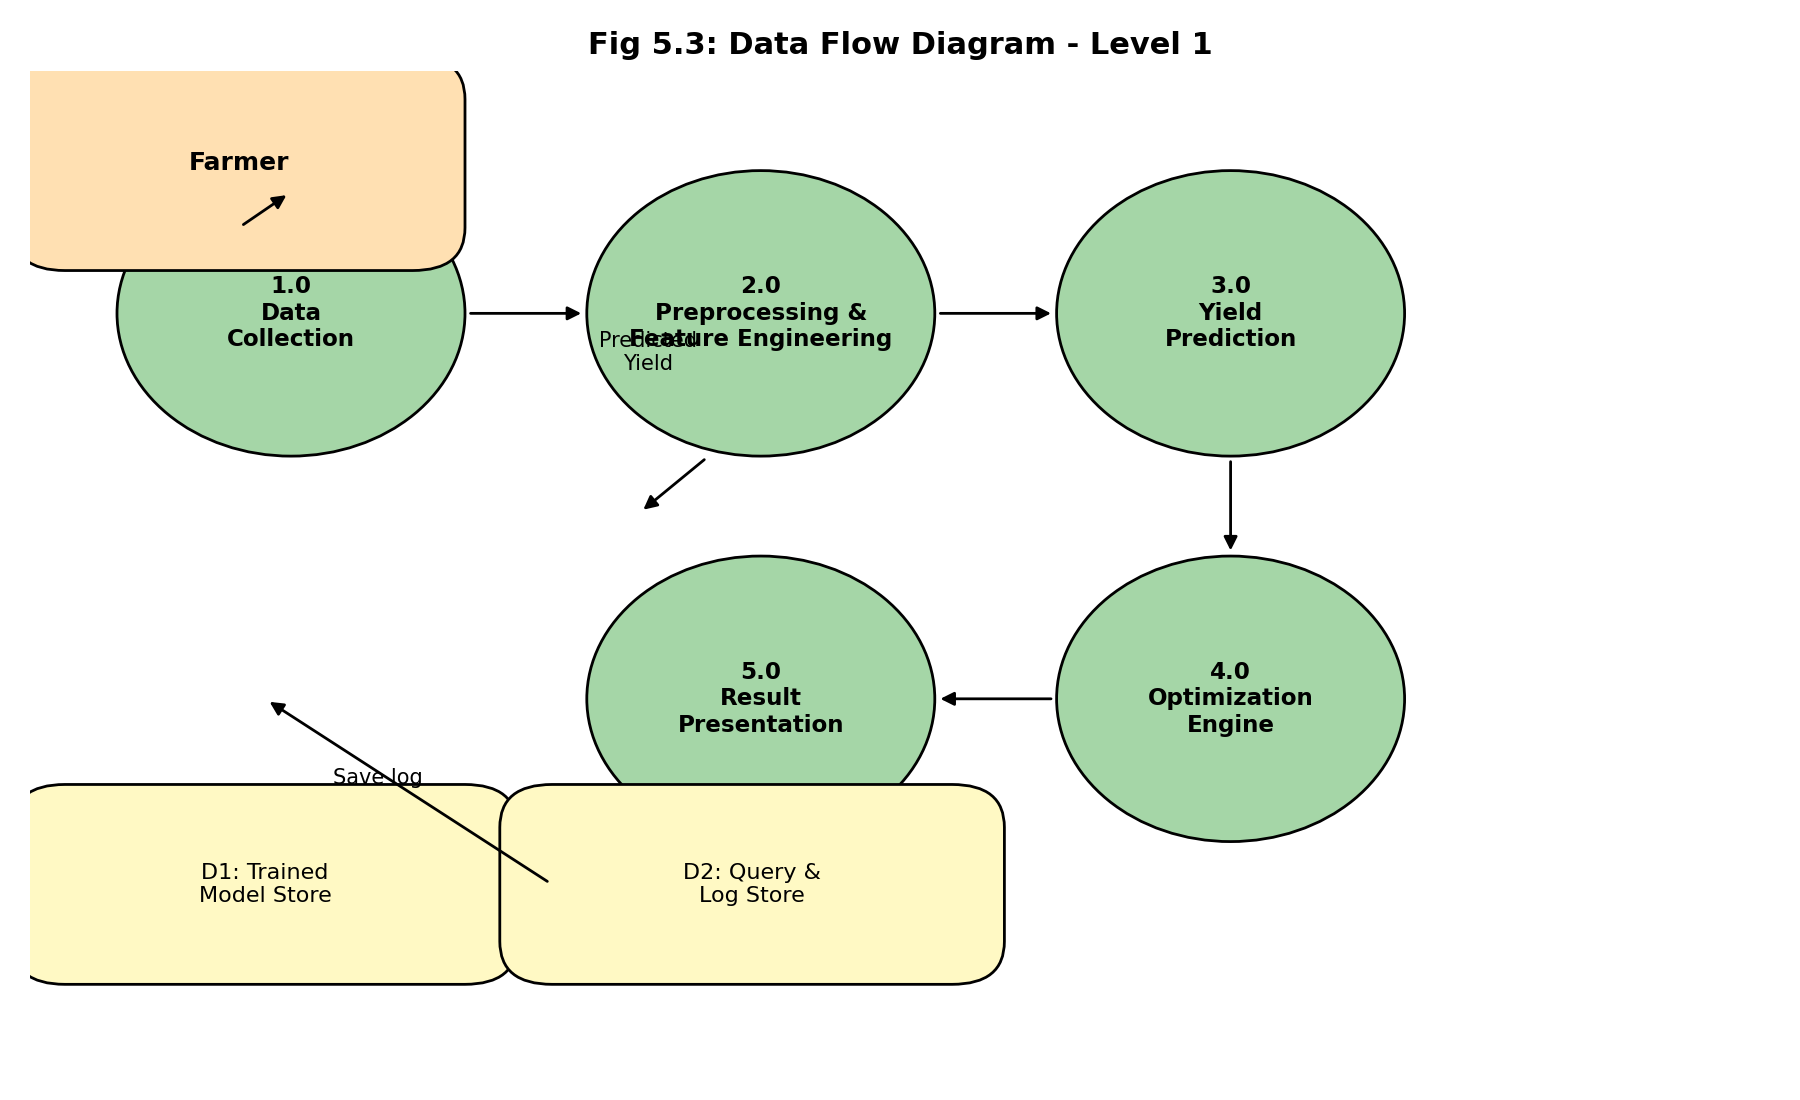 Fig 5.3: Data Flow Diagram - Level 1
Farmer
1.0
Data
Collection
2.0
Preprocessing &
Feature Engineering
Predicted
Yield
3.0
Yield
Prediction
5.0
Result
Presentation
4.0
Optimization
Engine
Save log
D1: Trained
Model Store
D2: Query &
Log Store